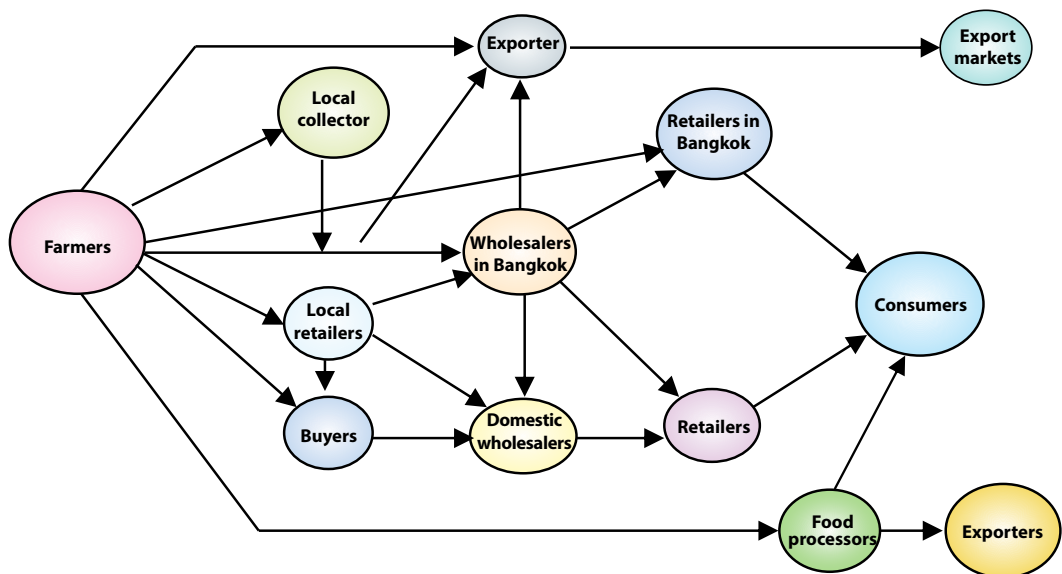 Exporter
Export
markets
Local
collector
Retailers in
Bangkok
Farmers
Wholesalers
in Bangkok
Consumers
Local
retailers
Buyers
Domestic
wholesalers
Retailers
Food
processors
Exporters